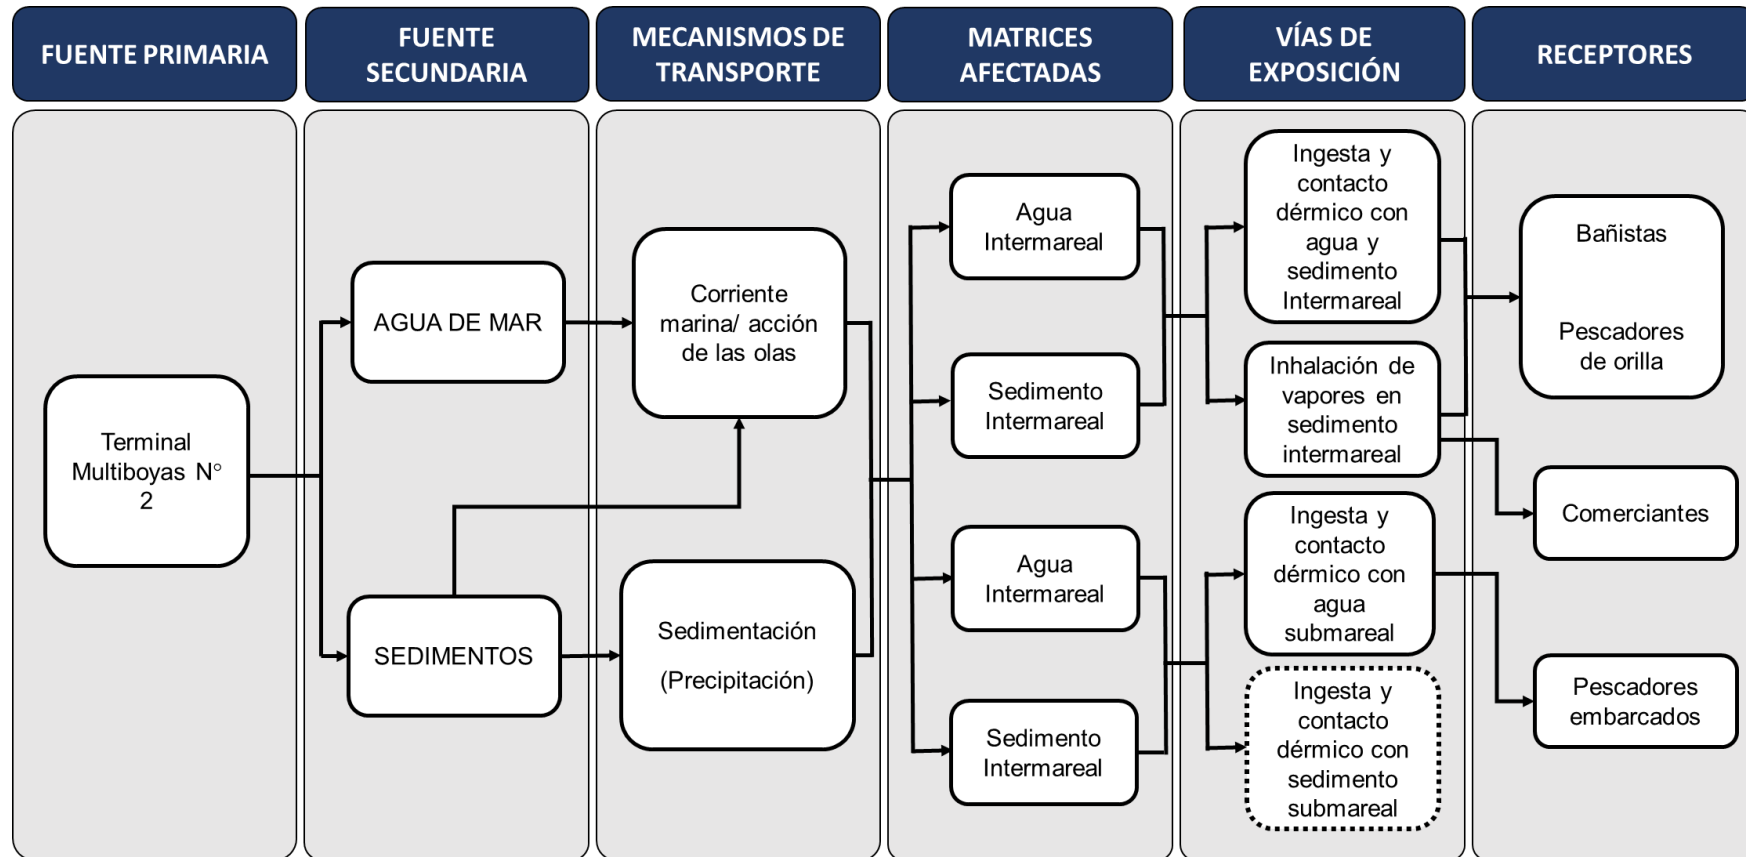 FUENTE PRIMARIA
FUENTE
SECUNDARIA
MECANISMOS DE
TRANSPORTE
MATRICES
AFECTADAS
VÍAS DE
EXPOSICIÓN
RECEPTORES
Terminal
Multiboyas N°
2
AGUA DE MAR
SEDIMENTOS
Corriente
marina/ acción
de las olas
Sedimentación
(Precipitación)
Agua
Intermareal
Sedimento
Intermareal
Agua
Intermareal
Sedimento
Intermareal
Ingesta y
contacto
dérmico con
agua y
sedimento
Intermareal
Inhalación de
vapores en
sedimento
intermareal
Ingesta y
contacto
dérmico con
agua
submareal
Ingesta y
contacto
dérmico con
sedimento
submareal
Bañistas
Pescadores
de orilla
Comerciantes
Pescadores
embarcados